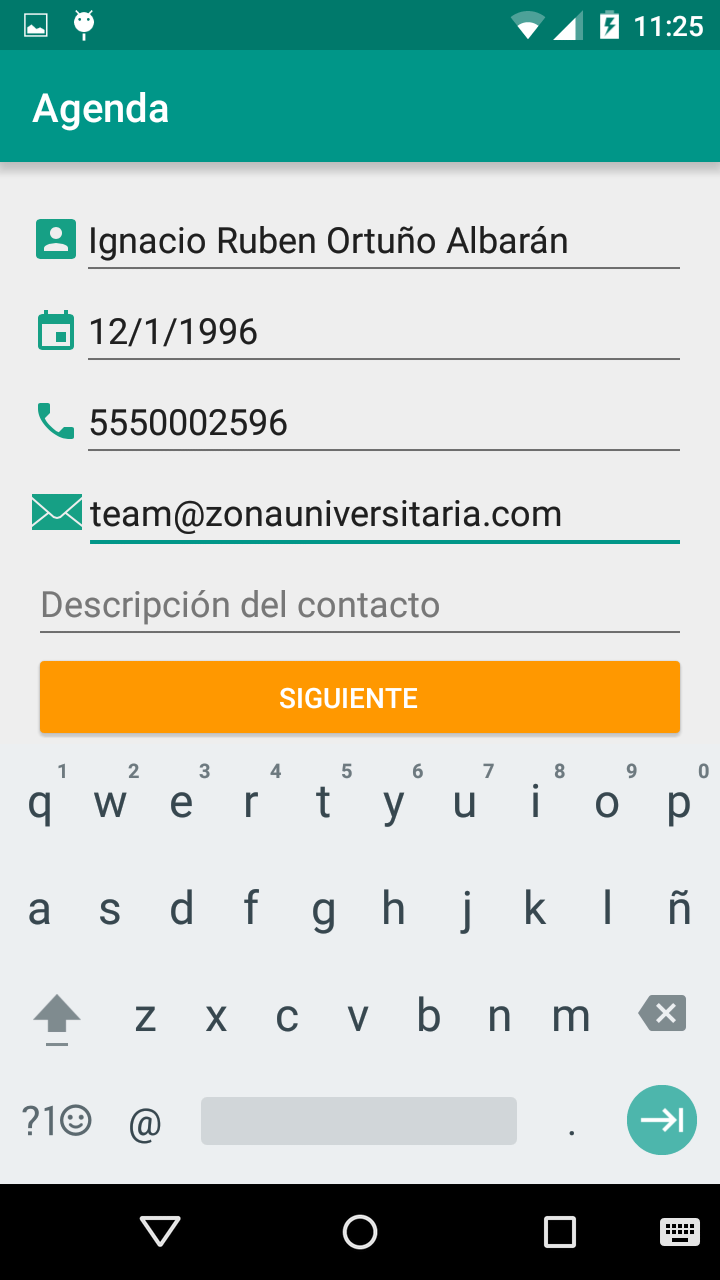 11:25
Agenda
Ignacio Ruben Ortuño Albarán
12/1/1996
5550002596
team@zonauniversitaria.com
Descripción del contacto
SIGUIENTE
1 2 3 4 5 6 7 8 9 0
q w e r t y u i o p
a s d f g h j k l ñ
z x c v b n m
?1☺ @ .